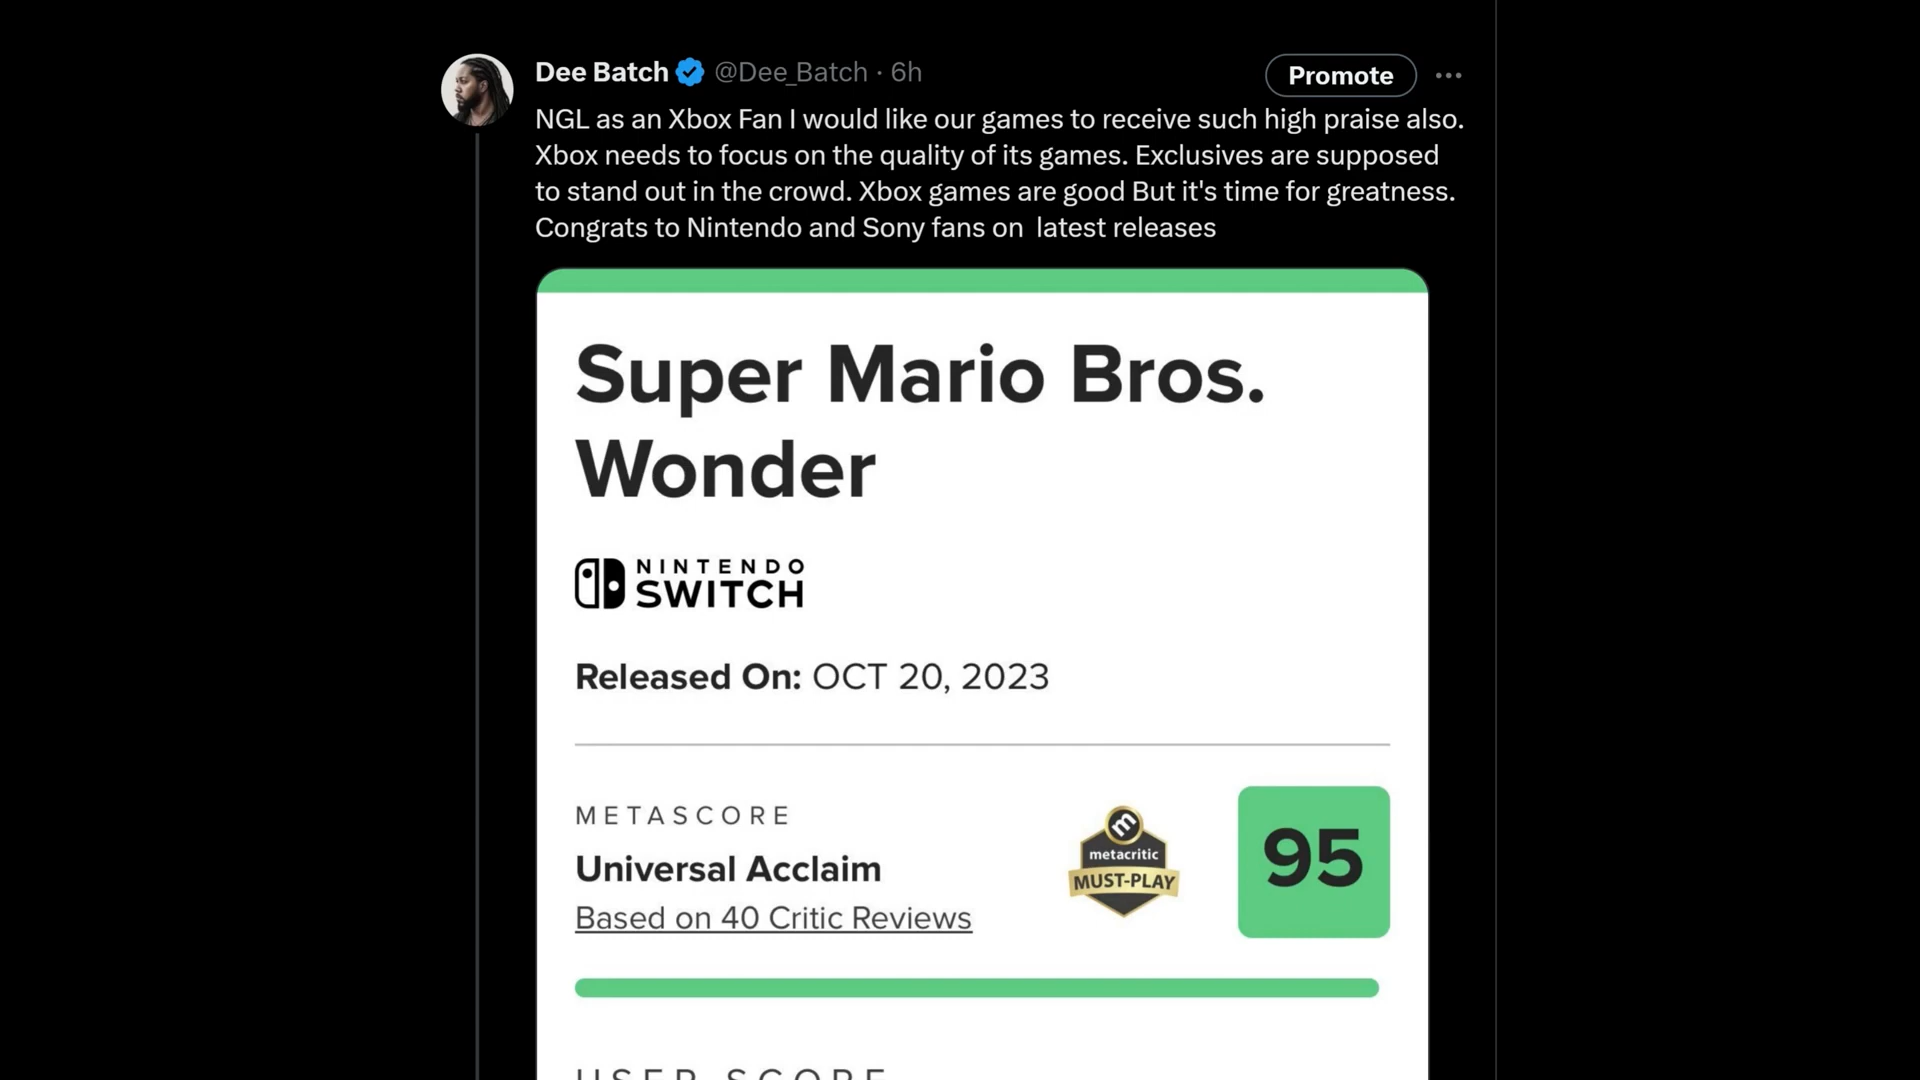 Dee Batch @Dee_Batch · 6h
Promote
NGL as an Xbox Fan I would like our games to receive such high praise also.
Xbox needs to focus on the quality of its games. Exclusives are supposed
to stand out in the crowd. Xbox games are good But it's time for greatness.
Congrats to Nintendo and Sony fans on  latest releases
Super Mario Bros.
Wonder
NINTENDO
SWITCH
Released On: OCT 20, 2023
METASCORE
Universal Acclaim
Based on 40 Critic Reviews
m
metacritic
MUST-PLAY
95
USER SCORE